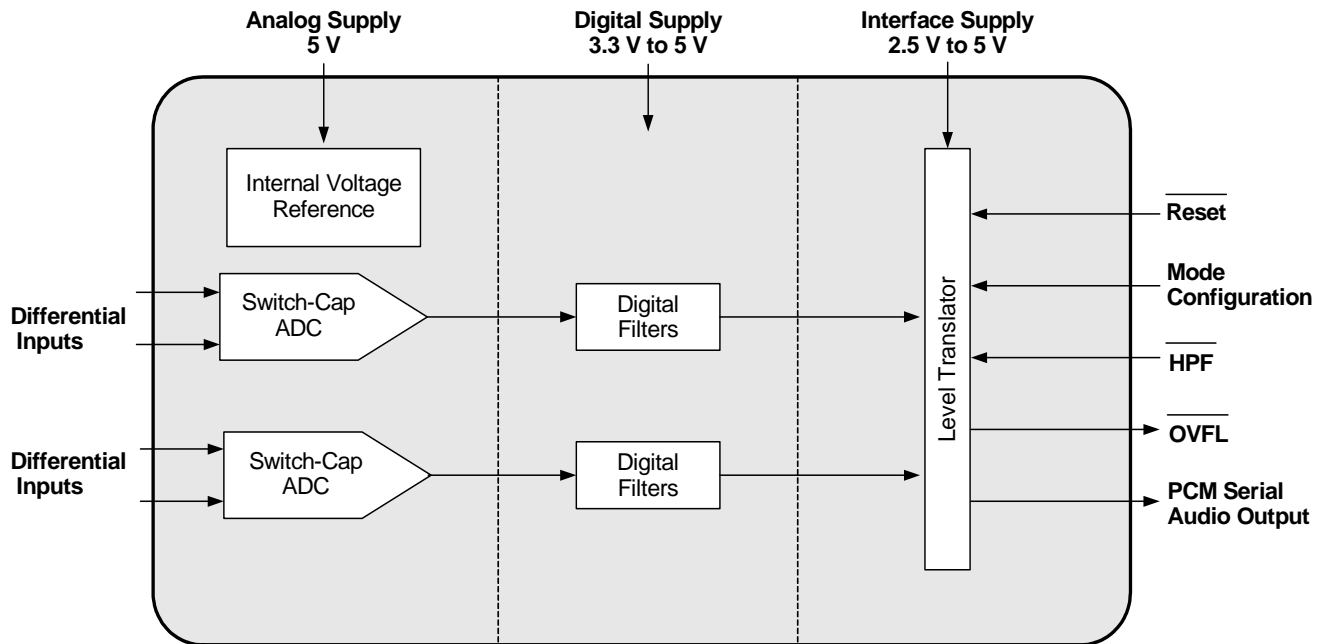 Analog Supply
5 V
Digital Supply
3.3 V to 5 V
Interface Supply
2.5 V to 5 V
Internal Voltage
Reference
Reset
Differential
Inputs
Switch-Cap
ADC
Digital
Filters
Level Translator
Mode
Configuration
HPF
Differential
Inputs
Switch-Cap
ADC
Digital
Filters
OVFL
PCM Serial
Audio Output